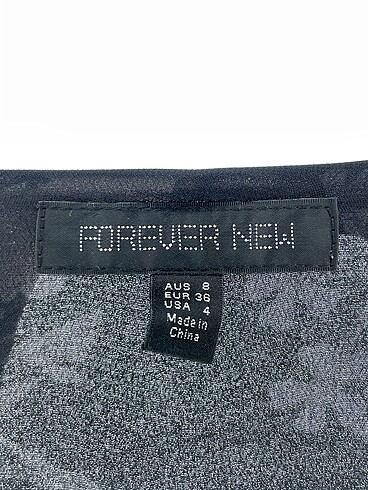 FOREVER NEW
AUS 8
EUR 36
USA 4
Made in
China